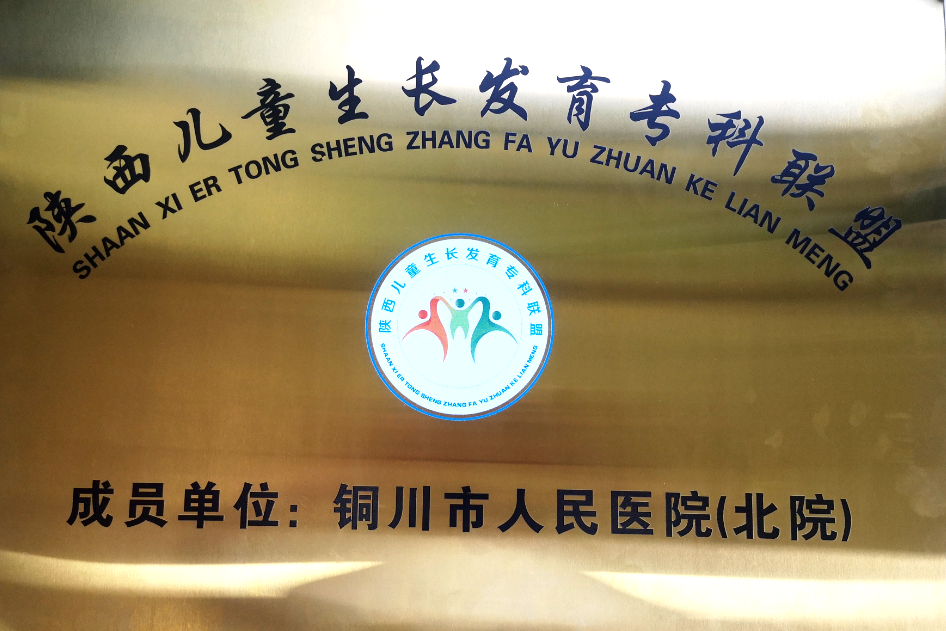 陕西儿童生长发育专科联盟
SHAAN XI ER TONG SHENG ZHANG FA YU ZHUAN KE LIAN MENG
陕西儿童生长发育专科联盟
SHAAN XI ER TONG SHENG ZHANG FA YU ZHUAN KE LIAN MENG
成员单位：铜川市人民医院(北院)